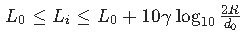 $L_0 \leq L_i \leq L_0 + 10\gamma \log_{10} \frac{2R}{d_0}$